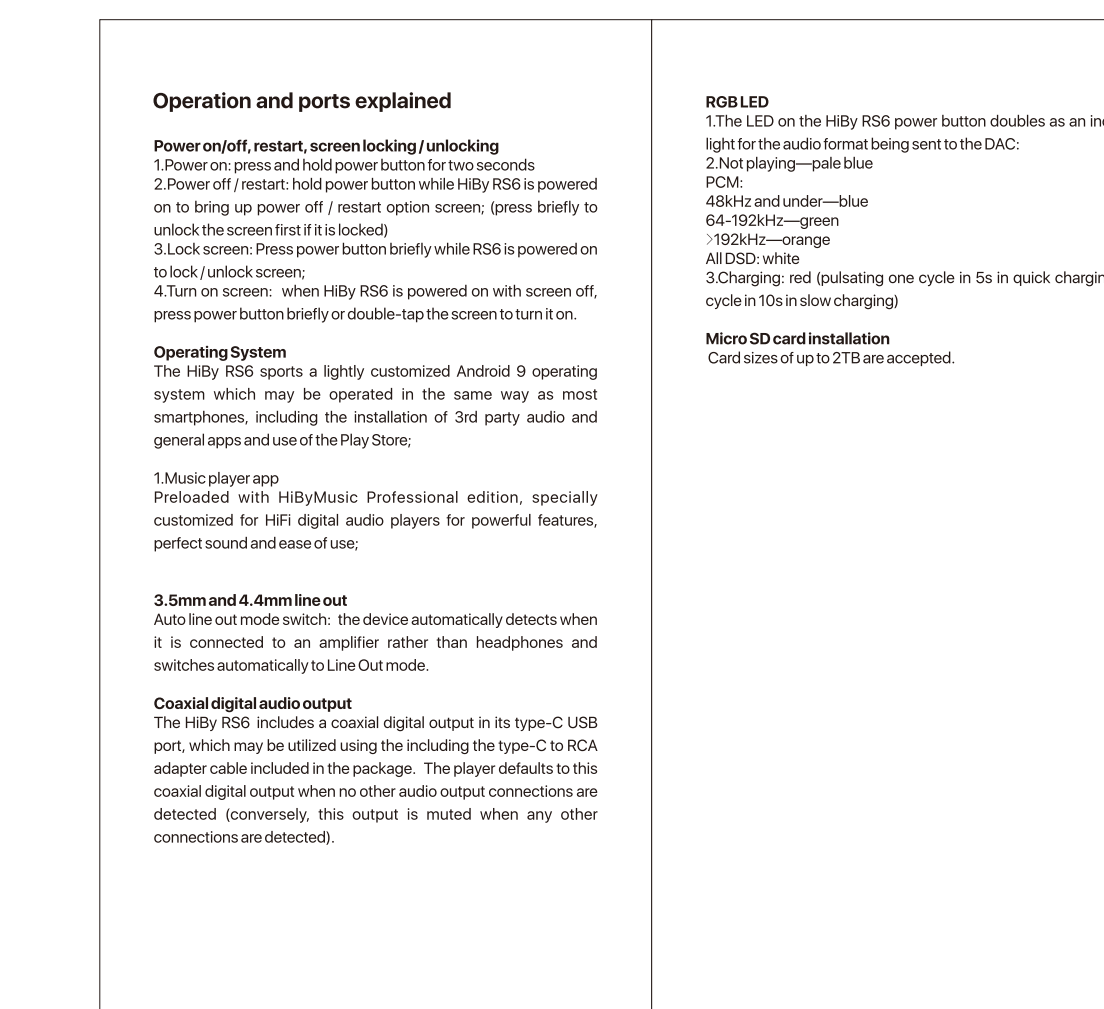 Operation and ports explained
Power on/off, restart, screen locking / unlocking
1.Power on: press and hold power button for two seconds
2.Power off / restart: hold power button while HiBy RS6 is powered
on to bring up power off / restart option screen; (press briefly to
unlock the screen first if it is locked)
3.Lock screen: Press power button briefly while RS6 is powered on
to lock / unlock screen;
4.Turn on screen: when HiBy RS6 is powered on with screen off,
press power button briefly or double-tap the screen to turn it on.
Operating System
The HiBy RS6 sports a lightly customized Android 9 operating
system which may be operated in the same way as most
smartphones, including the installation of 3rd party audio and
general apps and use of the Play Store;
1.Music player app
Preloaded with HiByMusic Professional edition, specially
customized for HiFi digital audio players for powerful features,
perfect sound and ease of use;
3.5mm and 4.4mm line out
Auto line out mode switch: the device automatically detects when
it is connected to an amplifier rather than headphones and
switches automatically to Line Out mode.
Coaxial digital audio output
The HiBy RS6 includes a coaxial digital output in its type-C USB
port, which may be utilized using the including the type-C to RCA
adapter cable included in the package. The player defaults to this
coaxial digital output when no other audio output connections are
detected (conversely, this output is muted when any other
connections are detected).
RGB LED
1.The LED on the HiBy RS6 power button doubles as an
light for the audio format being sent to the DAC:
2.Not playing—pale blue
PCM:
48kHz and under—blue
64-192kHz—green
>192kHz—orange
All DSD: white
3.Charging: red (pulsating one cycle in 5s in quick
cycle in 10s in slow charging)
Micro SD card installation
Card sizes of up to 2TB are accepted.